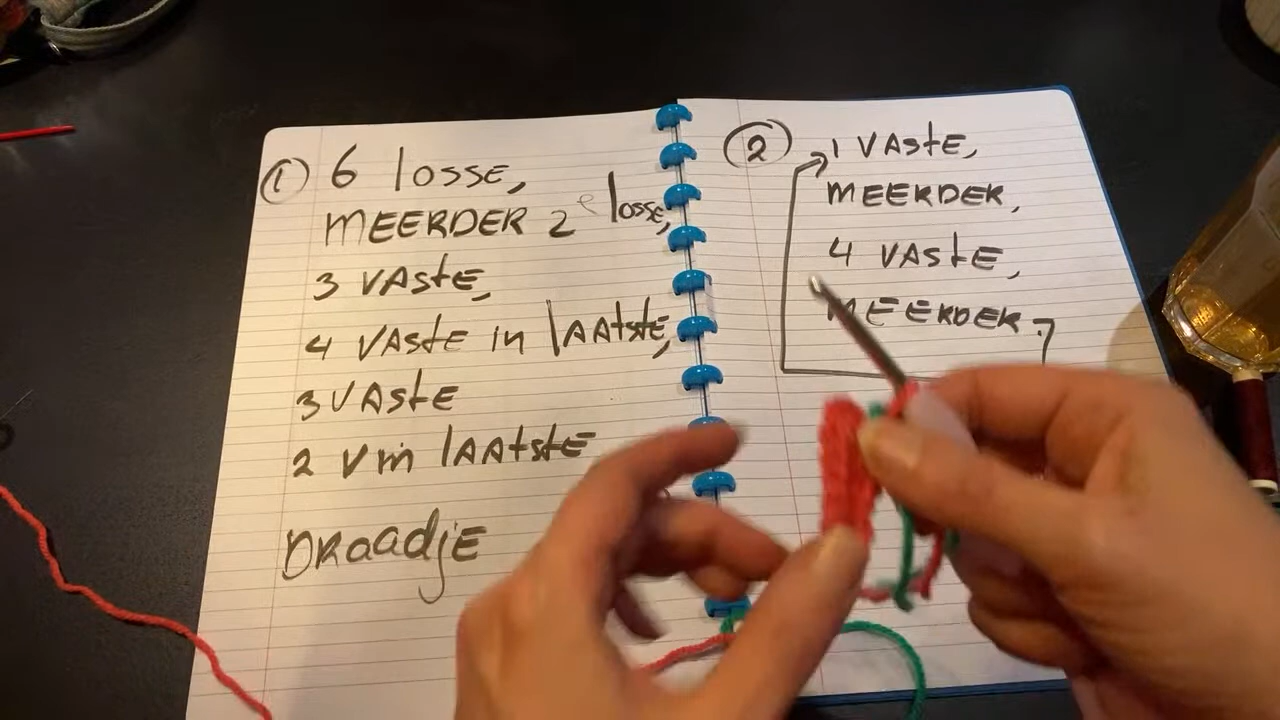 1 6 losse,
MEERDER 2e losse,
3 VAstE,
4 VAstE in lAAtstE,
3 VAstE
2 V in lAAtstE
DRaadjE
2 1 VAstE,
MEERDER,
4 VAstE,
MEERDER